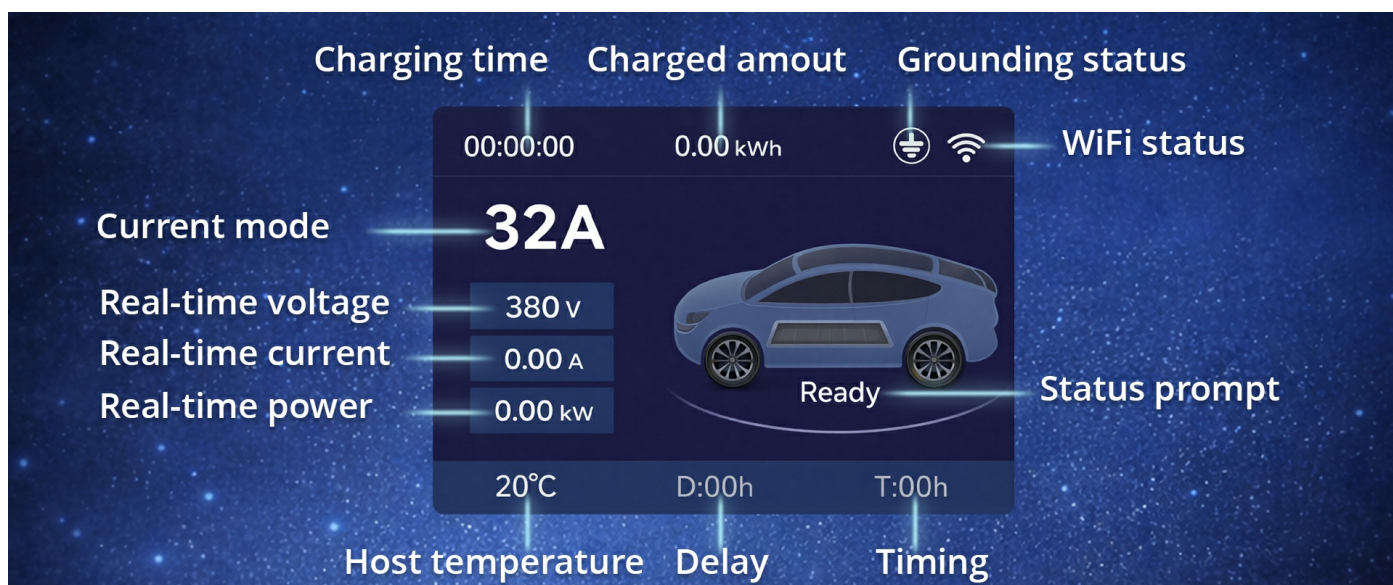 Charging time Charged amout Grounding status
00:00:00 0.00 kWh WiFi status
Current mode 32A
Real-time voltage 380 V
Real-time current 0.00 A
Real-time power 0.00 kW
Ready Status prompt
20°C D:00h T:00h
Host temperature Delay Timing